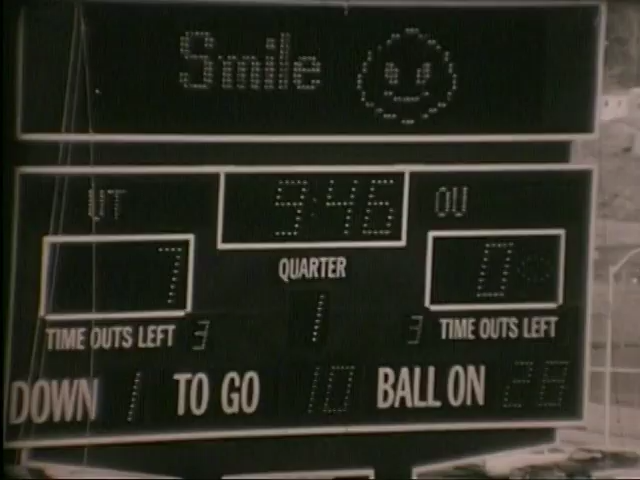 Smile
UT 9:46 OU
7 QUARTER 0
TIME OUTS LEFT 3 1 3 TIME OUTS LEFT
DOWN 1 TO GO 10 BALL ON 28